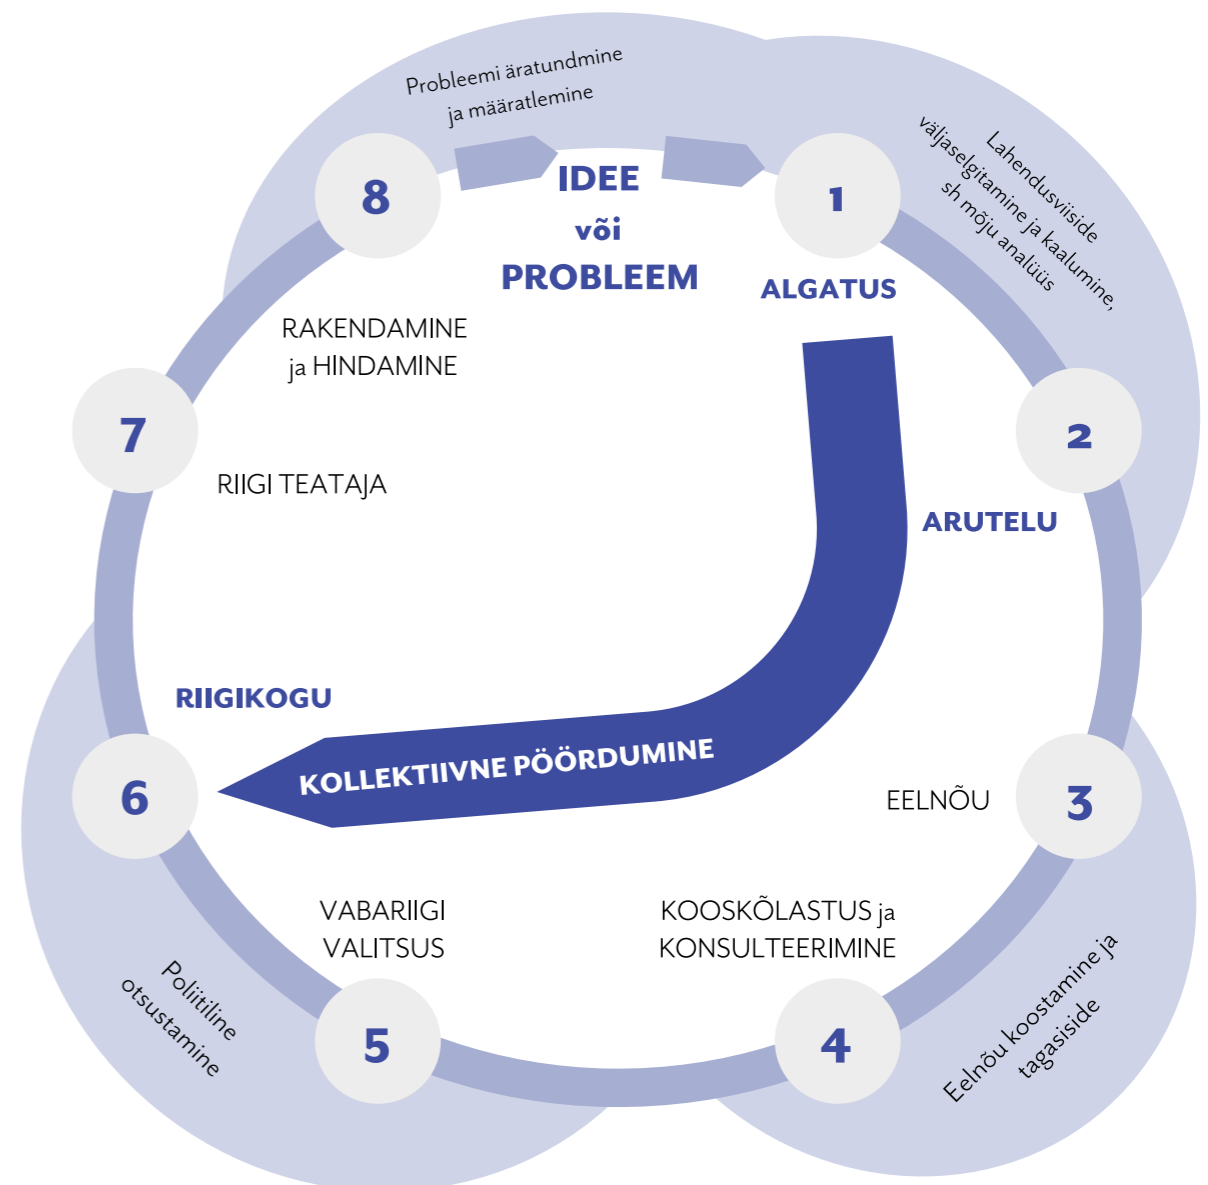 Probleemi äratundmine
ja määratlemine
IDEE
või
PROBLEEM
1
ALGATUS
Lahendusviiside
väljaselgitamine ja kaalumine,
sh mõju analüüs
2
ARUTELU
3
EELNÕU
4
KOOSKÕLASTUS ja
KONSULTEERIMINE
Eelnõu koostamine ja
tagasiside
5
VABARIIGI
VALITSUS
Poliitiline
otsustamine
6
RIIGIKOGU
KOLLEKTIIVNE PÖÖRDUMINE
7
RIIGI TEATAJA
8
RAKENDAMINE
ja HINDAMINE